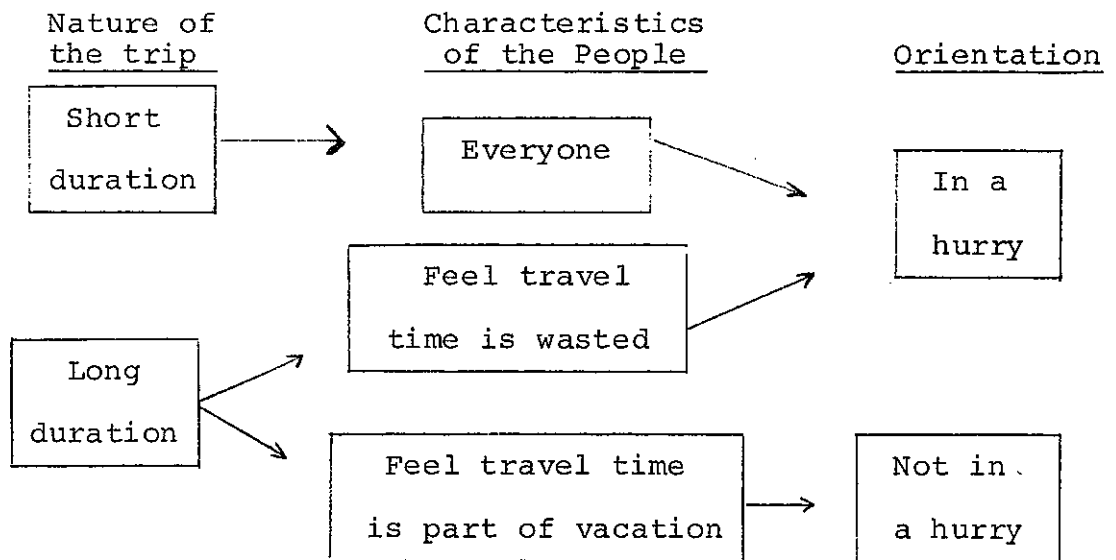 Nature of
the trip
Characteristics
of the People
Orientation
Short
duration
Everyone
In a
hurry
Feel travel
time is wasted
Long
duration
Feel travel time
is part of vacation
Not in
a hurry